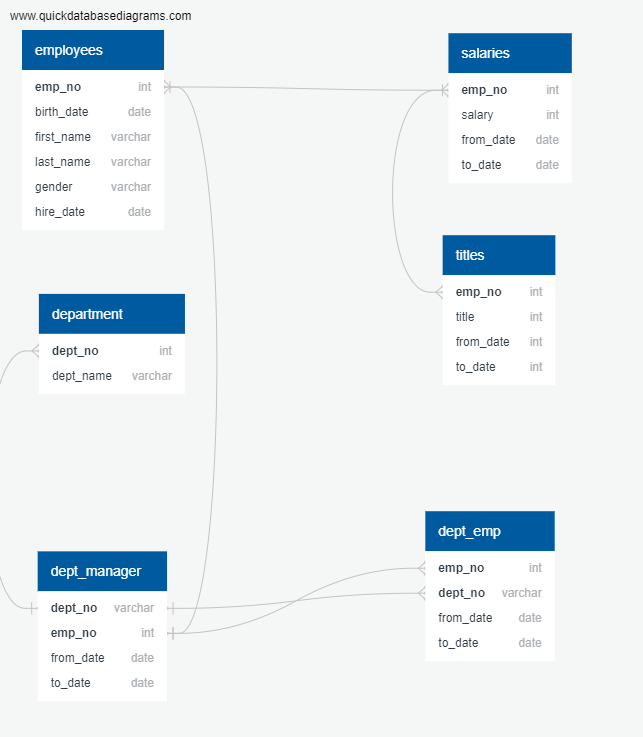 www.quickdatabasediagrams.com
employees
emp_no int
birth_date date
first_name varchar
last_name varchar
gender varchar
hire_date date
salaries
emp_no int
salary int
from_date date
to_date date
titles
emp_no int
title int
from_date int
to_date int
department
dept_no int
dept_name varchar
dept_manager
dept_no varchar
emp_no int
from_date date
to_date date
dept_emp
emp_no int
dept_no varchar
from_date date
to_date date